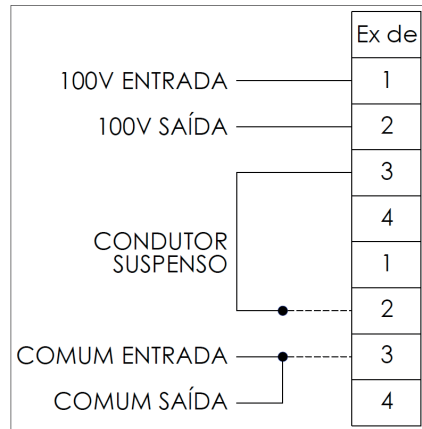 Ex de
100V ENTRADA
1
100V SAÍDA
2
3
4
CONDUTOR
SUSPENSO
1
2
COMUM ENTRADA
3
COMUM SAÍDA
4